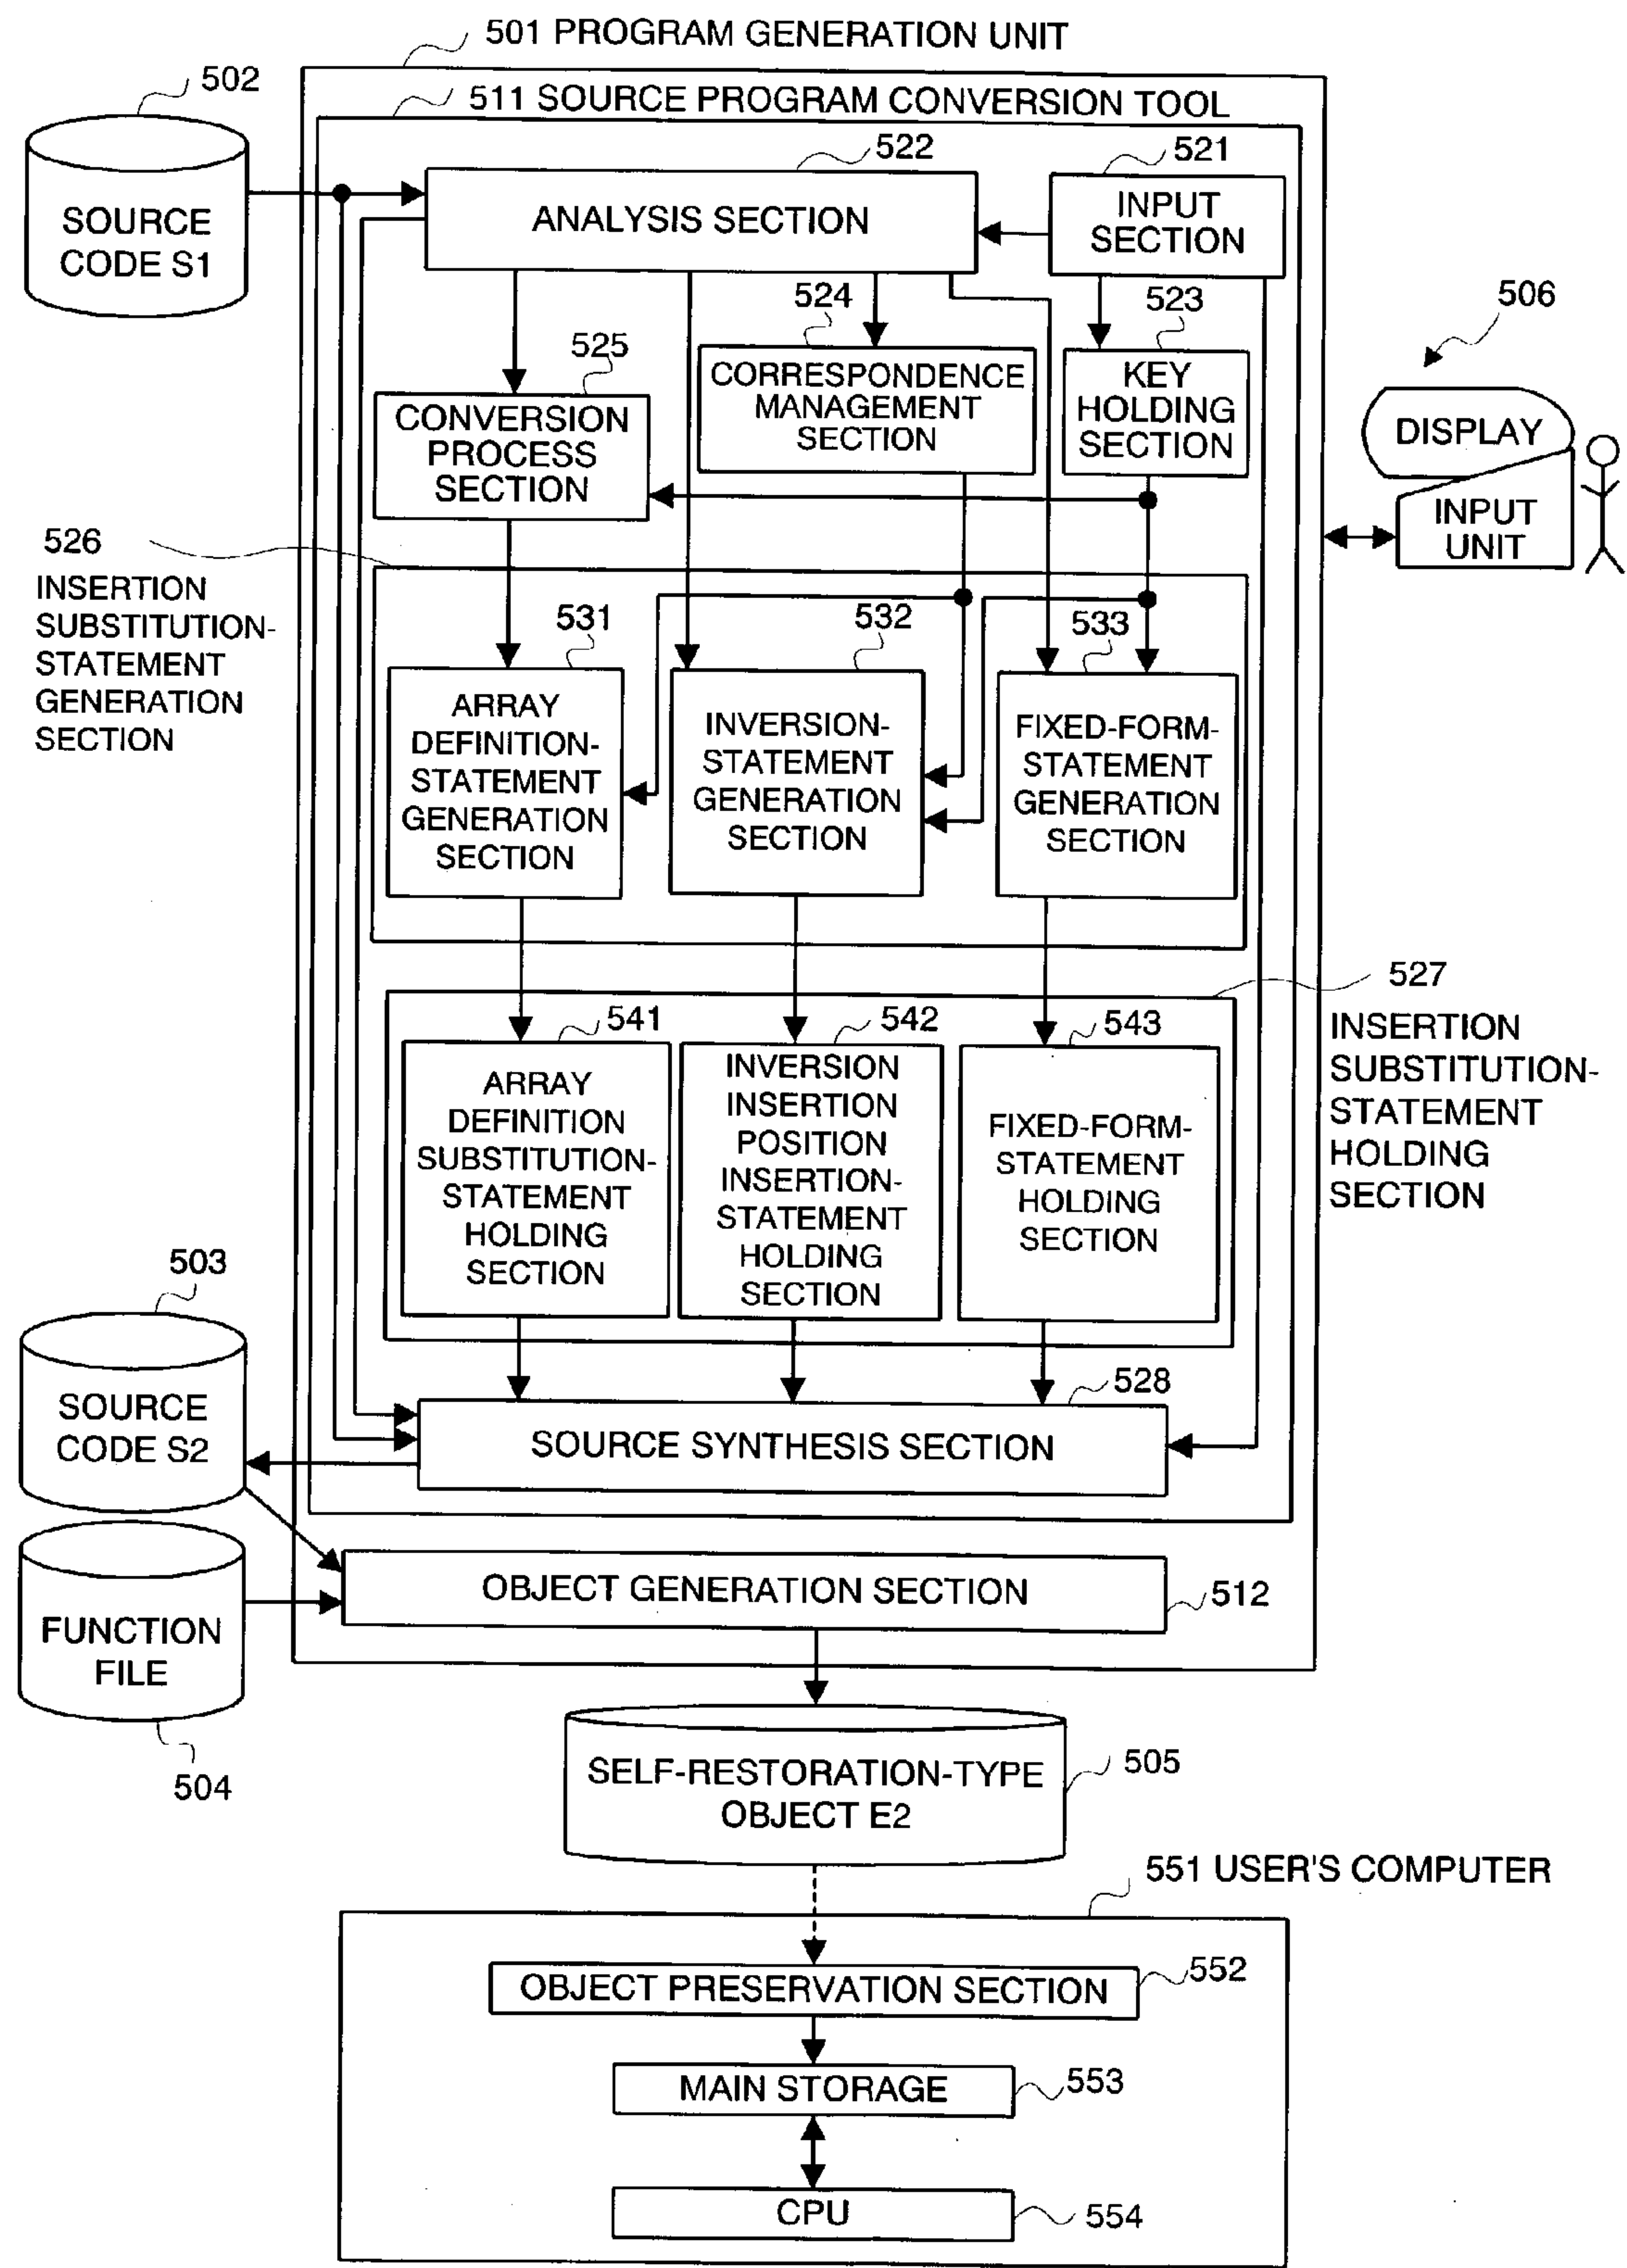 501 PROGRAM GENERATION UNIT
502
511 SOURCE PROGRAM CONVERSION TOOL
522
521
SOURCE
CODE S1
ANALYSIS SECTION
INPUT
SECTION
524
523
506
525
CORRESPONDENCE
MANAGEMENT
SECTION
KEY
HOLDING
SECTION
CONVERSION
PROCESS
SECTION
DISPLAY
INPUT
UNIT
526
INSERTION
SUBSTITUTION-
STATEMENT
GENERATION
SECTION
531
532
533
ARRAY
DEFINITION-
STATEMENT
GENERATION
SECTION
INVERSION-
STATEMENT
GENERATION
SECTION
FIXED-FORM-
STATEMENT
GENERATION
SECTION
527
INSERTION
SUBSTITUTION-
STATEMENT
HOLDING
SECTION
541
542
543
ARRAY
DEFINITION
SUBSTITUTION-
STATEMENT
HOLDING
SECTION
INVERSION
INSERTION
POSITION
INSERTION-
STATEMENT
HOLDING
SECTION
FIXED-FORM-
STATEMENT
HOLDING
SECTION
503
528
SOURCE
CODE S2
SOURCE SYNTHESIS SECTION
OBJECT GENERATION SECTION
512
FUNCTION
FILE
504
SELF-RESTORATION-TYPE
OBJECT E2
505
551 USER'S COMPUTER
OBJECT PRESERVATION SECTION
552
MAIN STORAGE
553
CPU
554